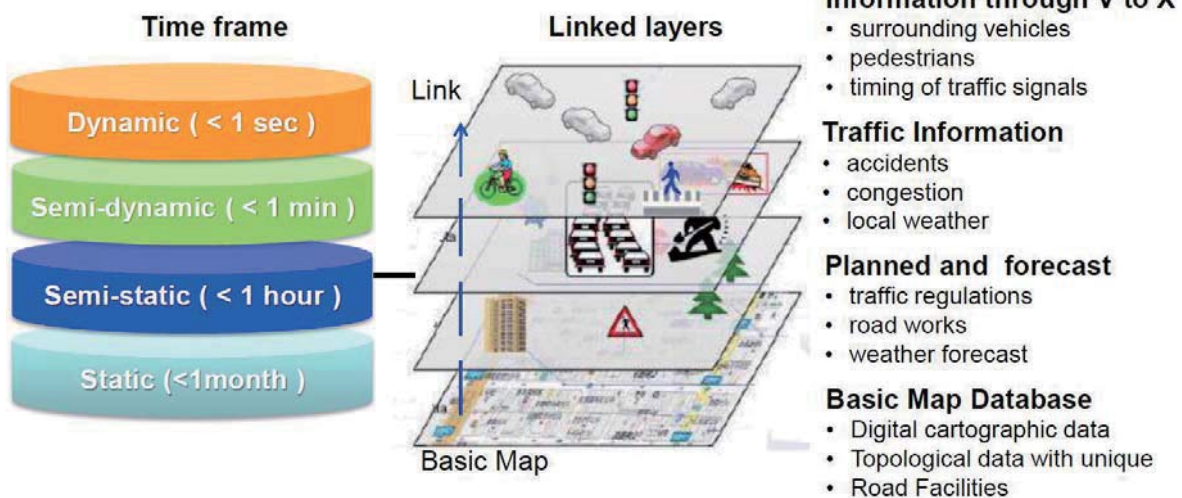 Time frame
Dynamic ( < 1 sec )
Semi-dynamic ( < 1 min )
Semi-static ( < 1 hour )
Static (<1month )
Linked layers
Link
Basic Map
Information through V to X
• surrounding vehicles
• pedestrians
• timing of traffic signals
Traffic Information
• accidents
• congestion
• local weather
Planned and forecast
• traffic regulations
• road works
• weather forecast
Basic Map Database
• Digital cartographic data
• Topological data with unique
• Road Facilities